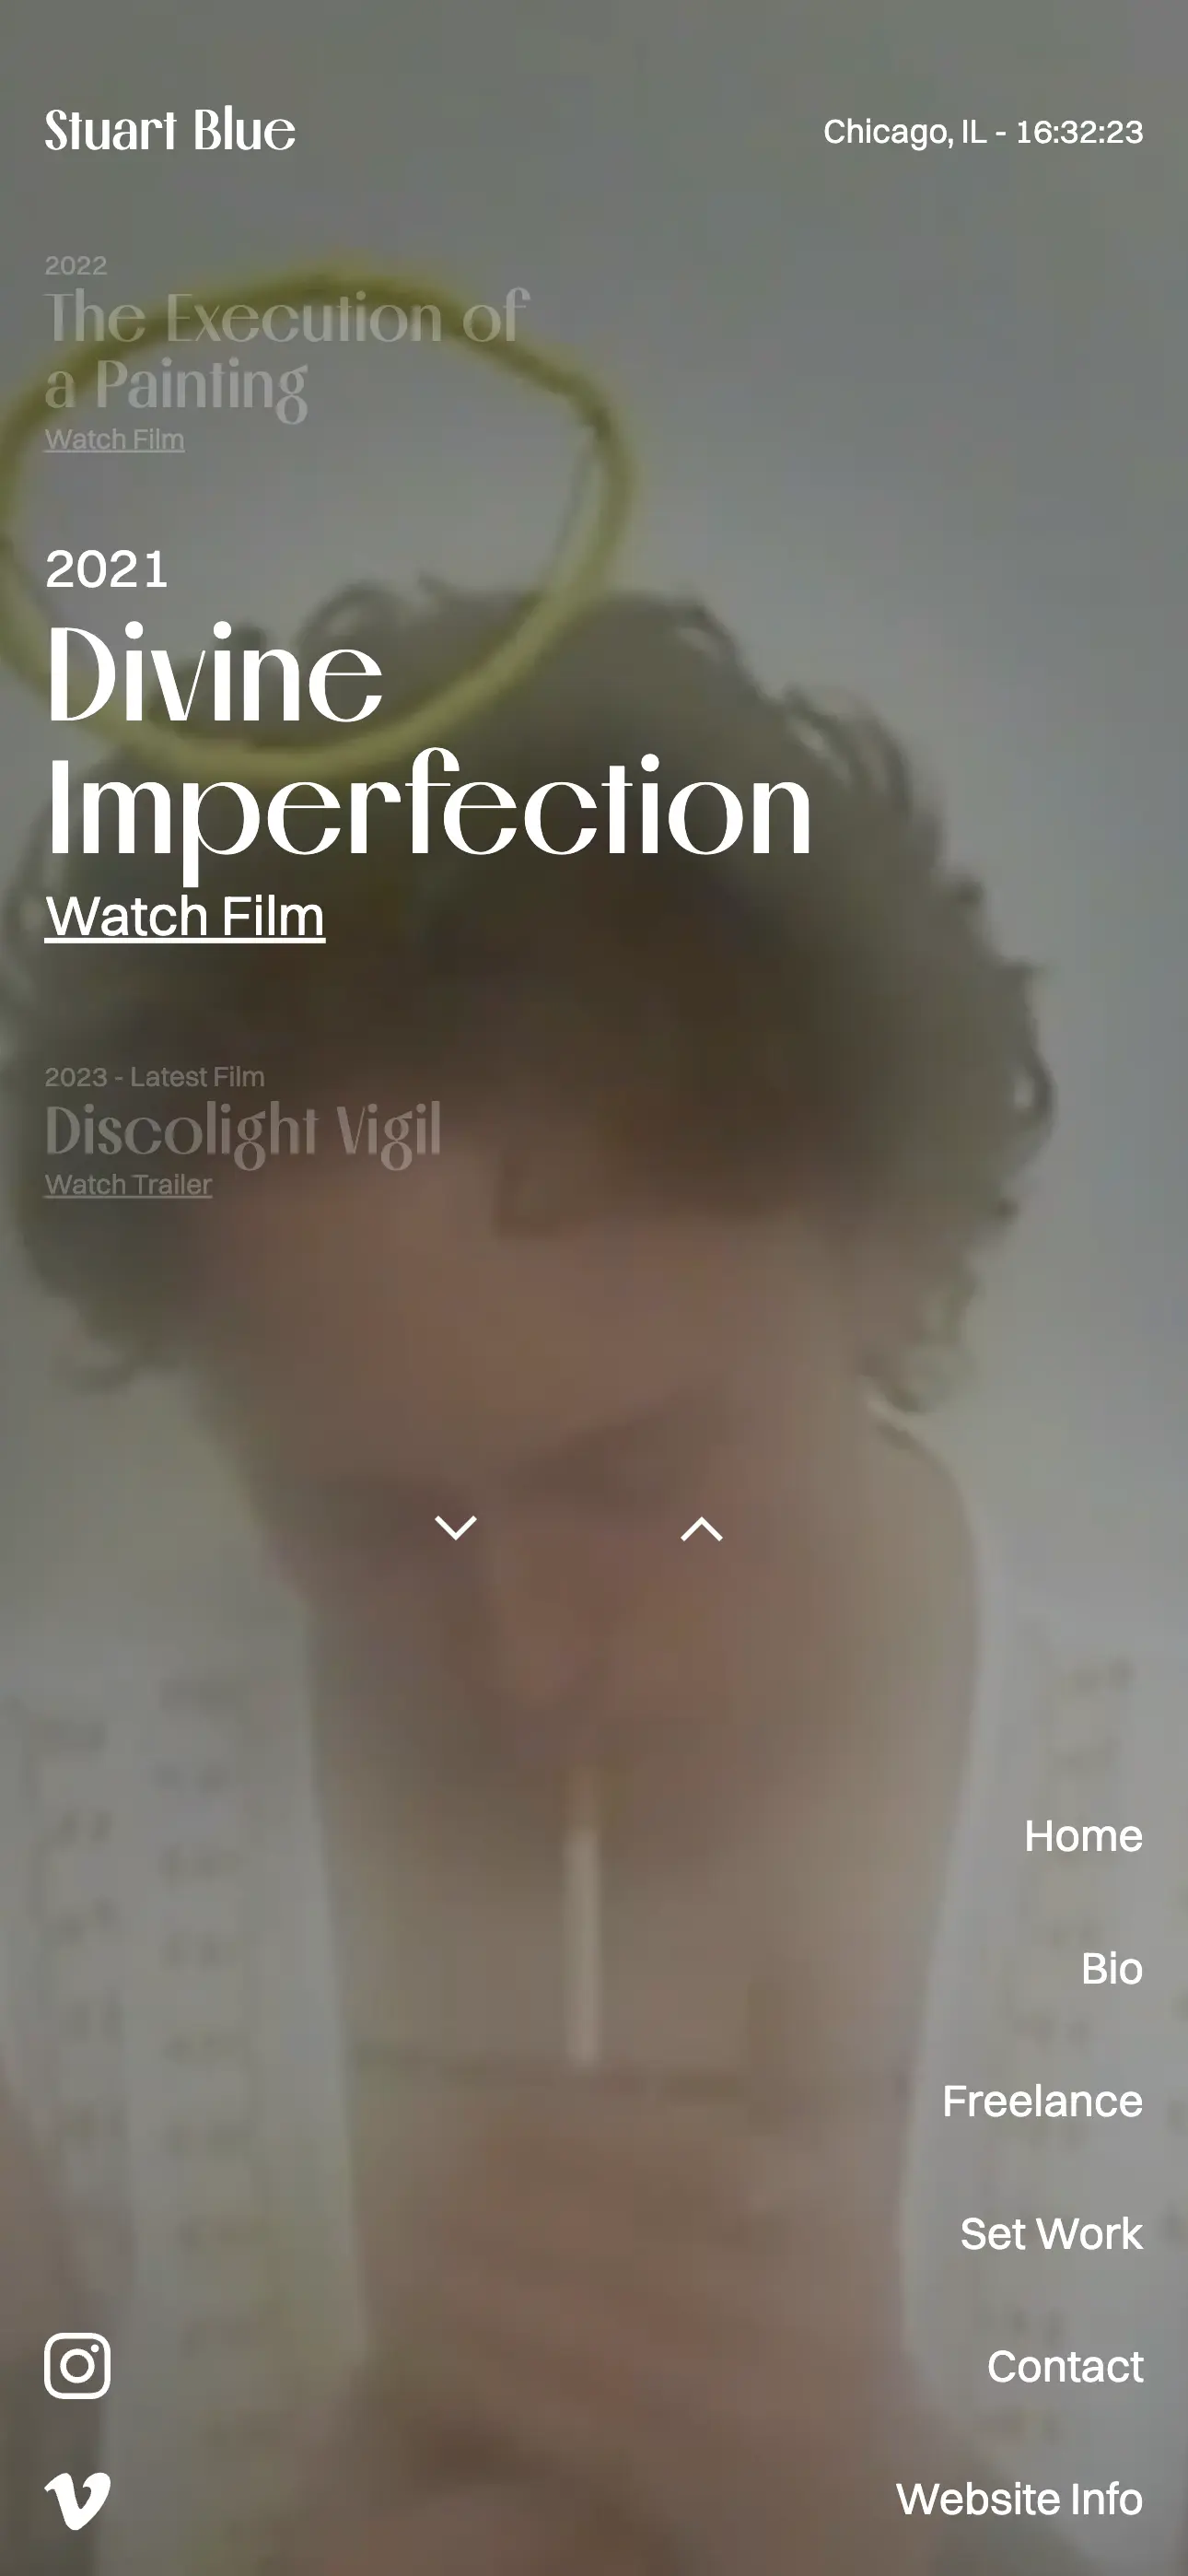 Stuart Blue
Chicago, IL - 16:32:23
2022
The Execution of
a Painting
Watch Film
2021
Divine
Imperfection
Watch Film
2023 - Latest Film
Discolight Vigil
Watch Trailer
Home
Bio
Freelance
Set Work
Contact
Website Info